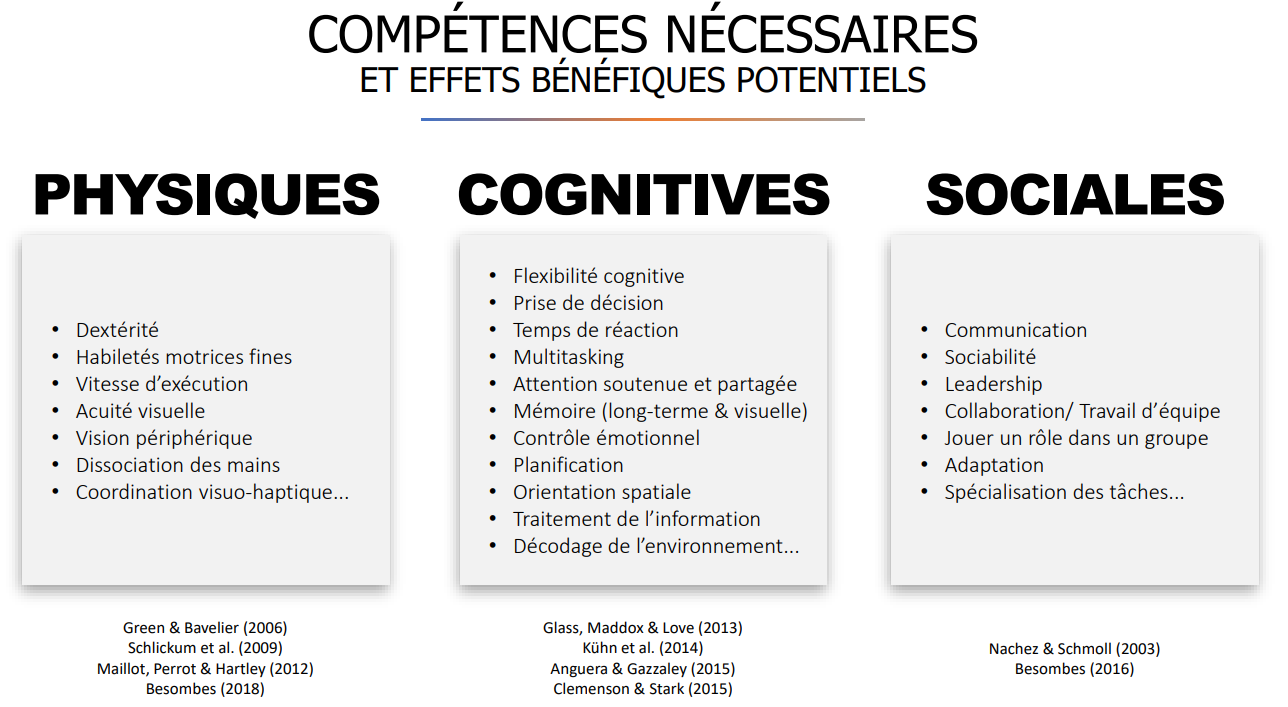 COMPÉTENCES NÉCESSAIRES
ET EFFETS BÉNÉFIQUES POTENTIELS
PHYSIQUES
• Dextérité
• Habiletés motrices fines
• Vitesse d’exécution
• Acuité visuelle
• Vision périphérique
• Dissociation des mains
• Coordination visuo-haptique...
Green & Bavelier (2006)
Schlickum et al. (2009)
Maillot, Perrot & Hartley (2012)
Besombes (2018)
COGNITIVES
• Flexibilité cognitive
• Prise de décision
• Temps de réaction
• Multitasking
• Attention soutenue et partagée
• Mémoire (long-terme & visuelle)
• Contrôle émotionnel
• Planification
• Orientation spatiale
• Traitement de l’information
• Décodage de l’environnement...
Glass, Maddox & Love (2013)
Kühn et al. (2014)
Anguera & Gazzaley (2015)
Clemenson & Stark (2015)
SOCIALES
• Communication
• Sociabilité
• Leadership
• Collaboration/ Travail d’équipe
• Jouer un rôle dans un groupe
• Adaptation
• Spécialisation des tâches...
Nachez & Schmoll (2003)
Besombes (2016)